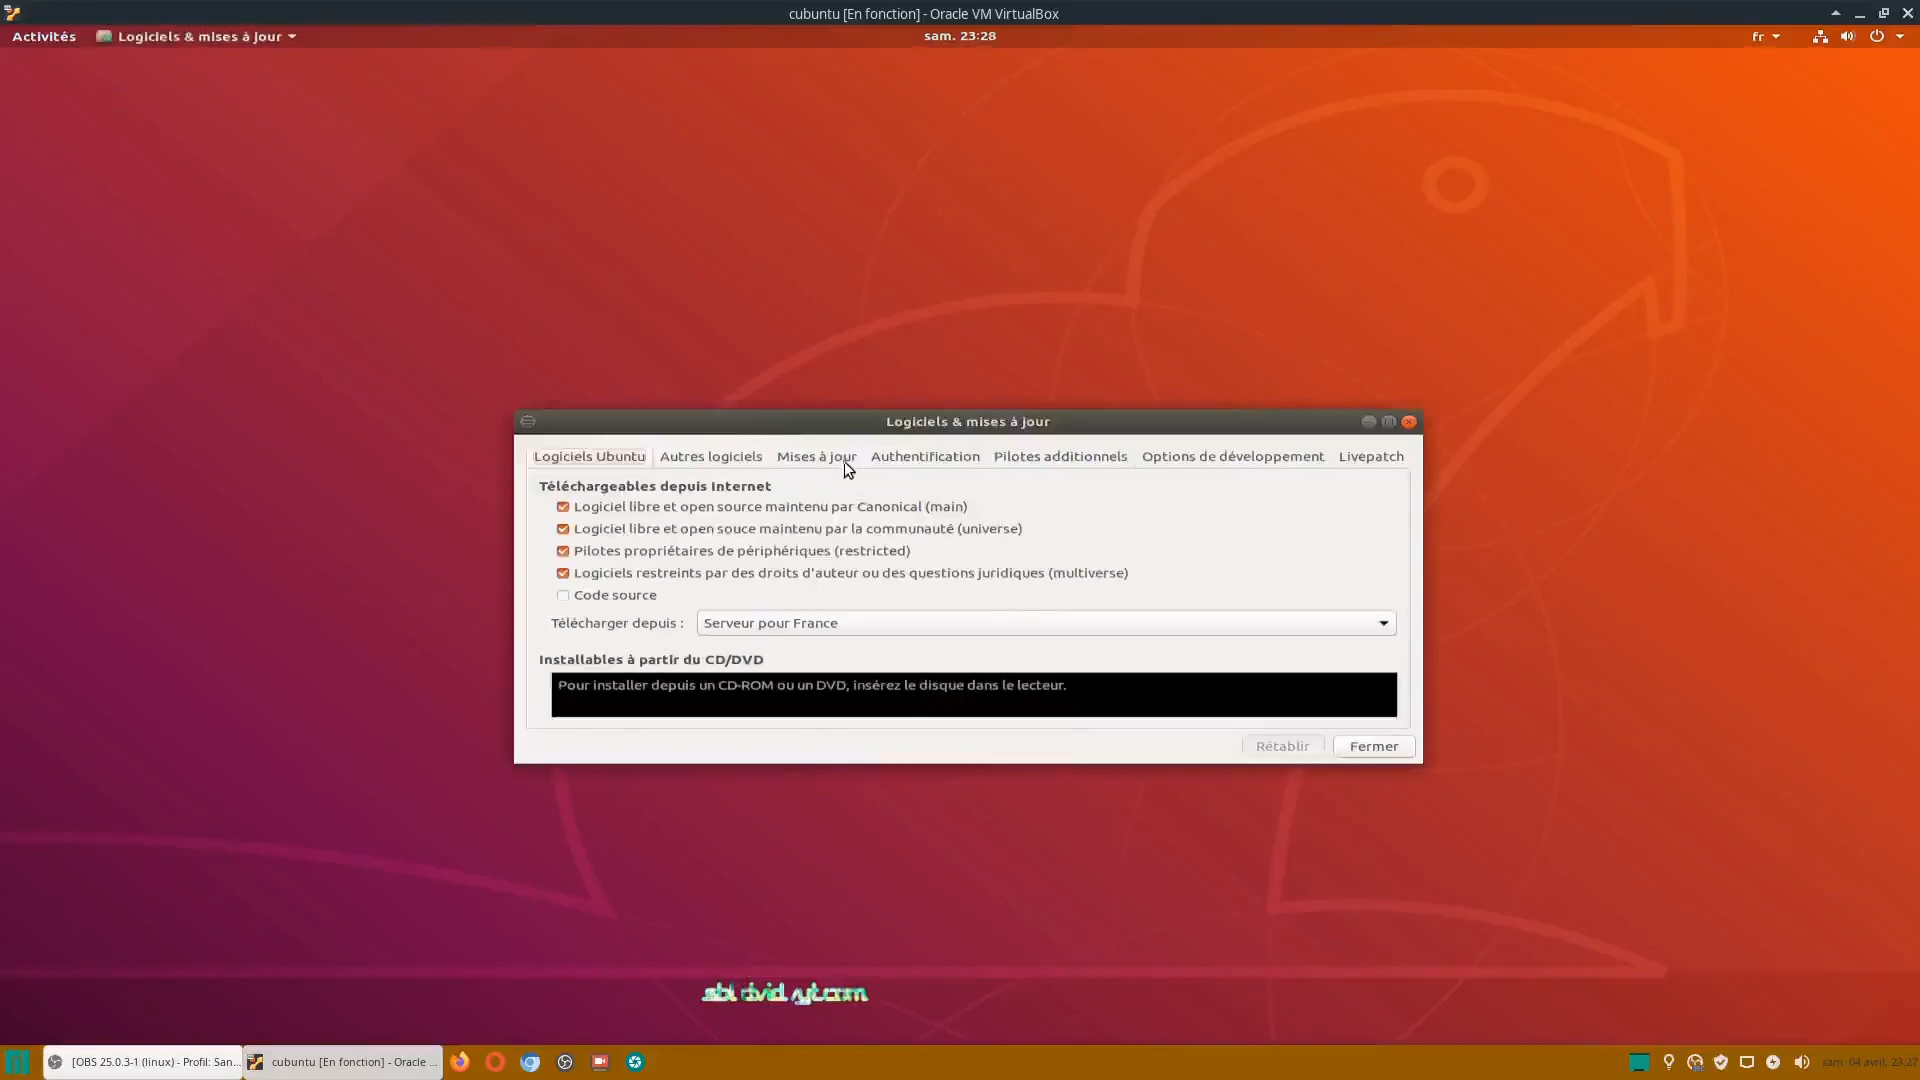 cubuntu [En fonction] - Oracle VM VirtualBox
Activités
Logiciels & mises à jour
sam. 23:28
fr
Logiciels & mises à jour
Logiciels Ubuntu
Autres logiciels
Mises à jour
Authentification
Pilotes additionnels
Options de développement
Livepatch
Téléchargeables depuis Internet
Logiciel libre et open source maintenu par Canonical (main)
Logiciel libre et open souce maintenu par la communauté (universe)
Pilotes propriétaires de périphériques (restricted)
Logiciels restreints par des droits d'auteur ou des questions juridiques (multiverse)
Code source
Télécharger depuis :
Serveur pour France
Installables à partir du CD/DVD
Pour installer depuis un CD-ROM ou un DVD, insérez le disque dans le lecteur.
Rétablir
Fermer
[OBS 25.0.3-1 (linux) - Profil: San...
cubuntu [En fonction] - Oracle ...
sam. 04 avril, 23:27